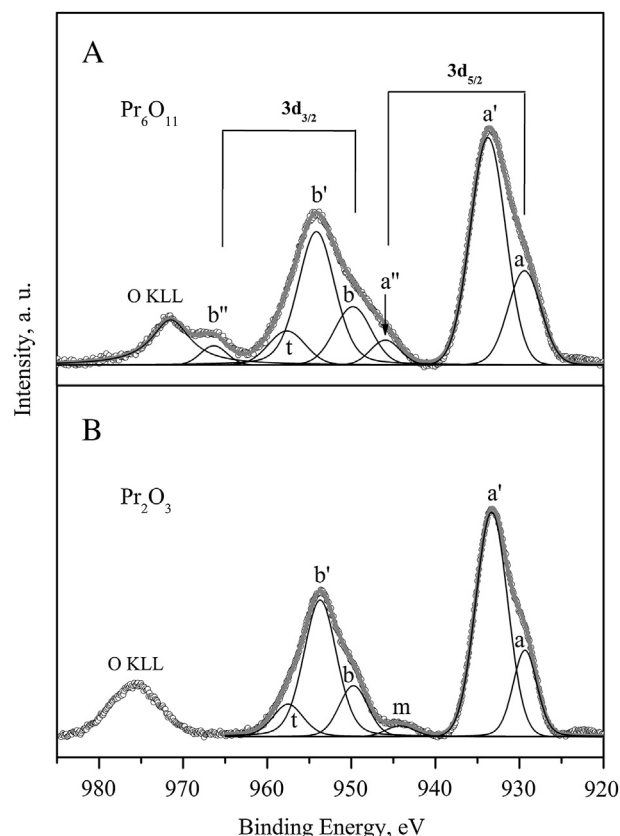 A
3d5/2
3d3/2
Pr6O11
a'
b'
a
a"
b
b"
O KLL
t
Intensity, a. u.
B
Pr2O3
a'
b'
a
O KLL
b
m
t
980 970 960 950 940 930 920
Binding Energy, eV